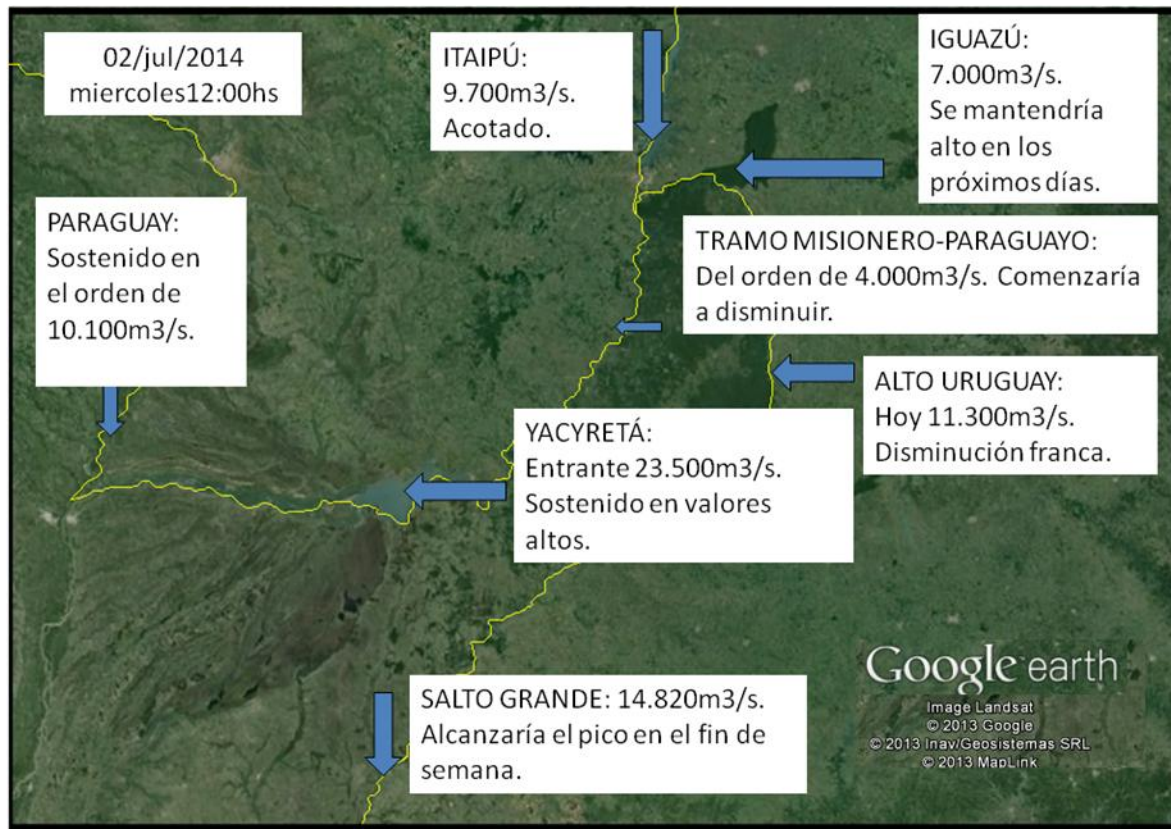 02/jul/2014
miercoles12:00hs
ITAIPÚ:
9.700m3/s.
Acotado.
IGUAZÚ:
7.000m3/s.
Se mantendría
alto en los
próximos días.
PARAGUAY:
Sostenido en
el orden de
10.100m3/s.
TRAMO MISIONERO-PARAGUAYO:
Del orden de 4.000m3/s. Comenzaría
a disminuir.
ALTO URUGUAY:
Hoy 11.300m3/s.
Disminución franca.
YACYRETÁ:
Entrante 23.500m3/s.
Sostenido en valores
altos.
SALTO GRANDE: 14.820m3/s.
Alcanzaría el pico en el fin de
semana.
Google earth
Image Landsat
© 2013 Google
© 2013 Inav/Geosistemas SRL
© 2013 MapLink